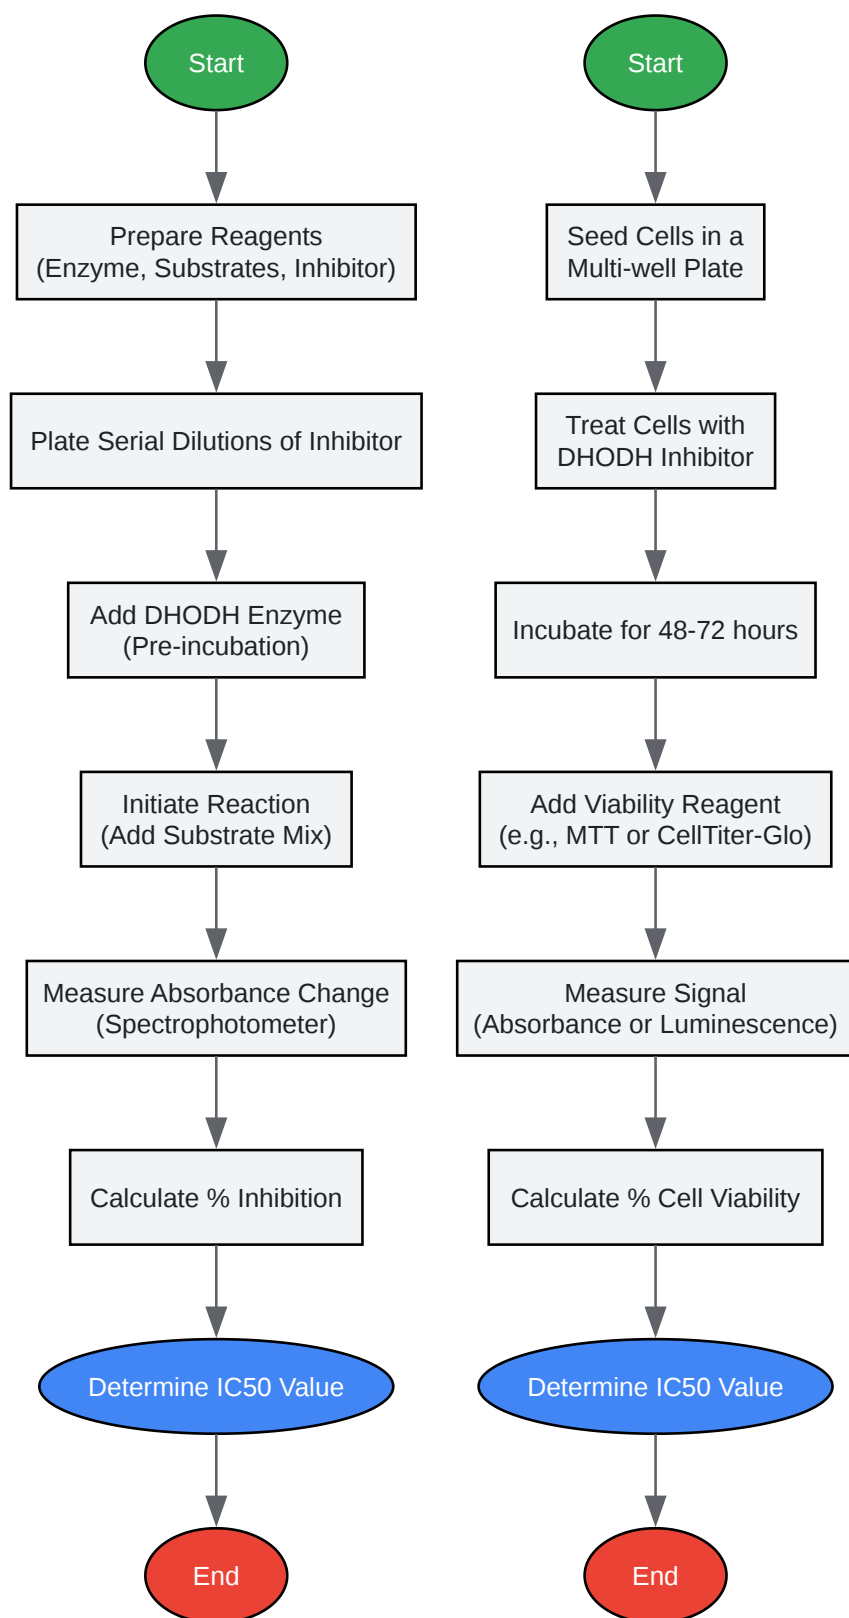 Start
Prepare Reagents
(Enzyme, Substrates, Inhibitor)
Plate Serial Dilutions of Inhibitor
Add DHODH Enzyme
(Pre-incubation)
Initiate Reaction
(Add Substrate Mix)
Measure Absorbance Change
(Spectrophotometer)
Calculate % Inhibition
Determine IC50 Value
End
Start
Seed Cells in a
Multi-well Plate
Treat Cells with
DHODH Inhibitor
Incubate for 48-72 hours
Add Viability Reagent
(e.g., MTT or CellTiter-Glo)
Measure Signal
(Absorbance or Luminescence)
Calculate % Cell Viability
Determine IC50 Value
End